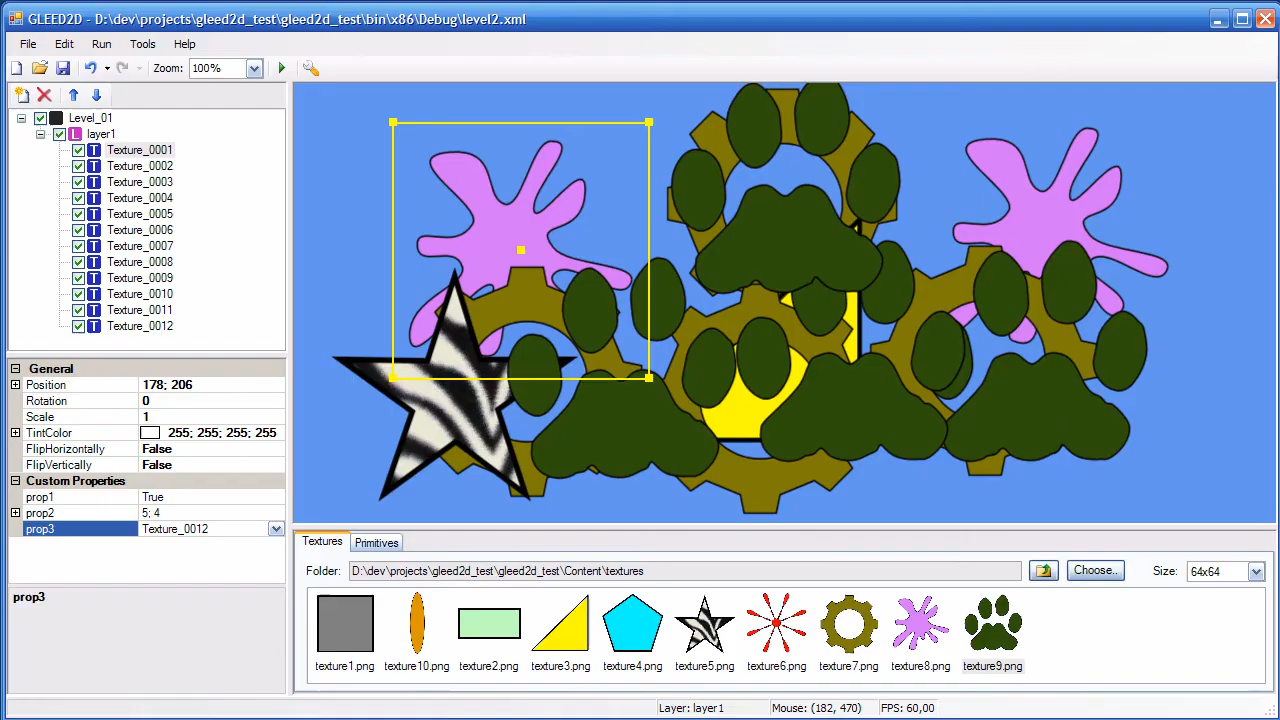 GLEED2D - D:\dev\projects\gleed2d_test\gleed2d_test\bin\x86\Debug\level2.xml
File Edit Run Tools Help
Zoom: 100%
Level_01
layer1
Texture_0001
Texture_0002
Texture_0003
Texture_0004
Texture_0005
Texture_0006
Texture_0007
Texture_0008
Texture_0009
Texture_0010
Texture_0011
Texture_0012
General
Position 178; 206
Rotation 0
Scale 1
TintColor 255; 255; 255; 255
FlipHorizontally False
FlipVertically False
Custom Properties
prop1 True
prop2 5; 4
prop3 Texture_0012
prop3
Textures Primitives
Folder: D:\dev\projects\gleed2d_test\gleed2d_test\Content\textures Choose.. Size: 64x64
texture1.png texture10.png texture2.png texture3.png texture4.png texture5.png texture6.png texture7.png texture8.png texture9.png
Layer: layer1 Mouse: (182, 470) FPS: 60,00